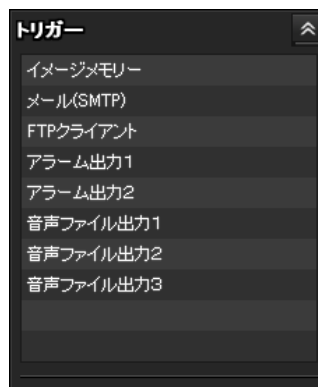 トリガー
イメージメモリー
メール(SMTP)
FTPクライアント
アラーム出力1
アラーム出力2
音声ファイル出力1
音声ファイル出力2
音声ファイル出力3